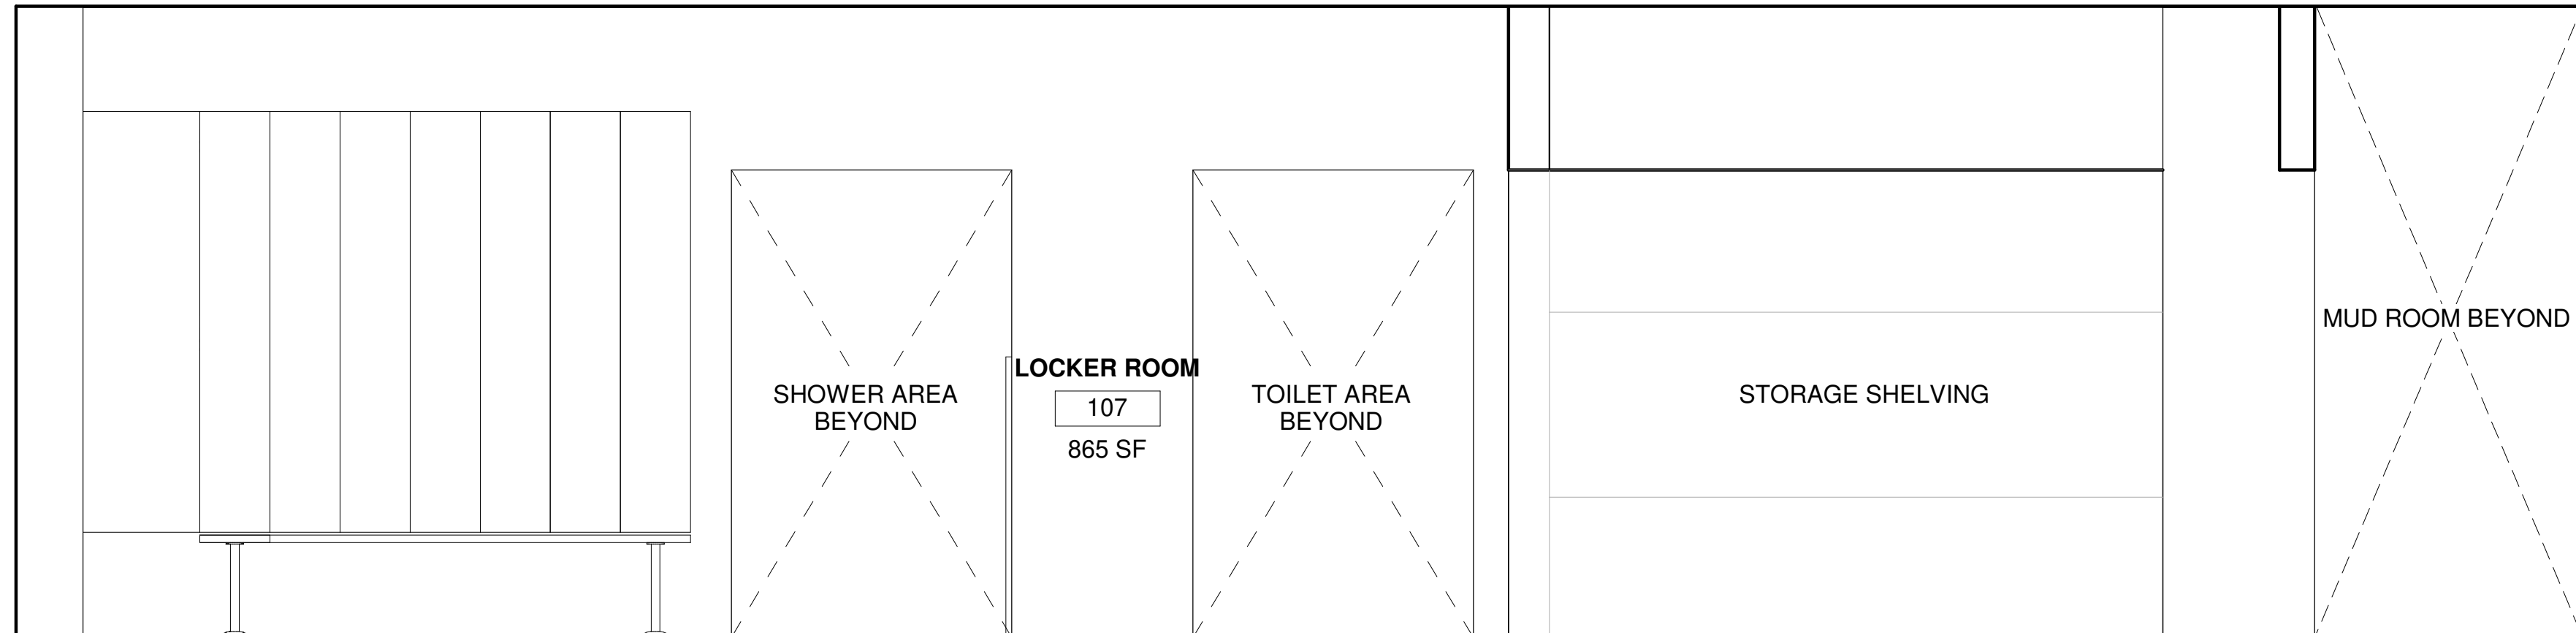 SHOWER AREA
BEYOND
LOCKER ROOM
107
865 SF
TOILET AREA
BEYOND
STORAGE SHELVING
MUD ROOM BEYOND